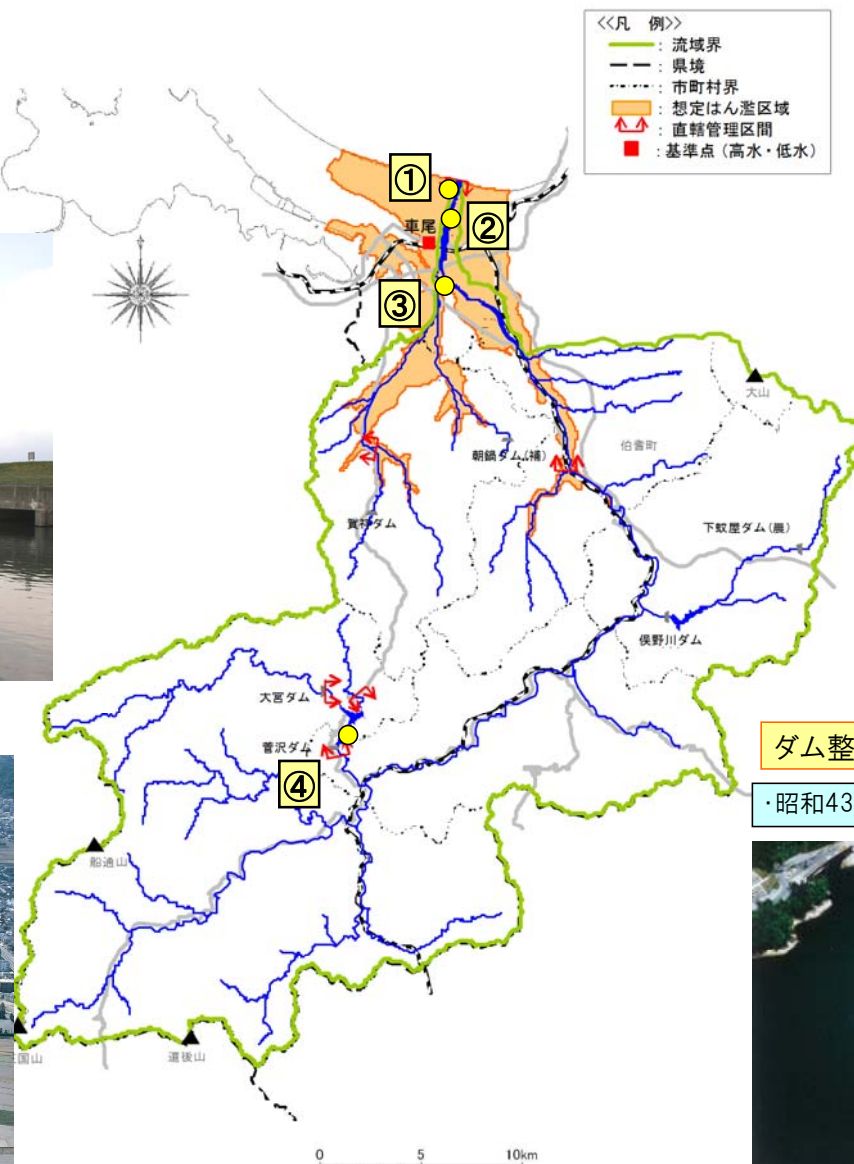 ≪凡　例≫
：流域界
：県境
：市町村界
：想定はん濫区域
：直轄管理区間
：基準点（高水・低水）
①
車尾
②
③
大山
伯耆町
朝鍋ダム(補)
賀祥ダム
下蚊屋ダム(農)
俣野川ダム
大宮ダム
菅沢ダム
④
ダム整
・昭和43
船通山
国山
道後山
0 5 10km